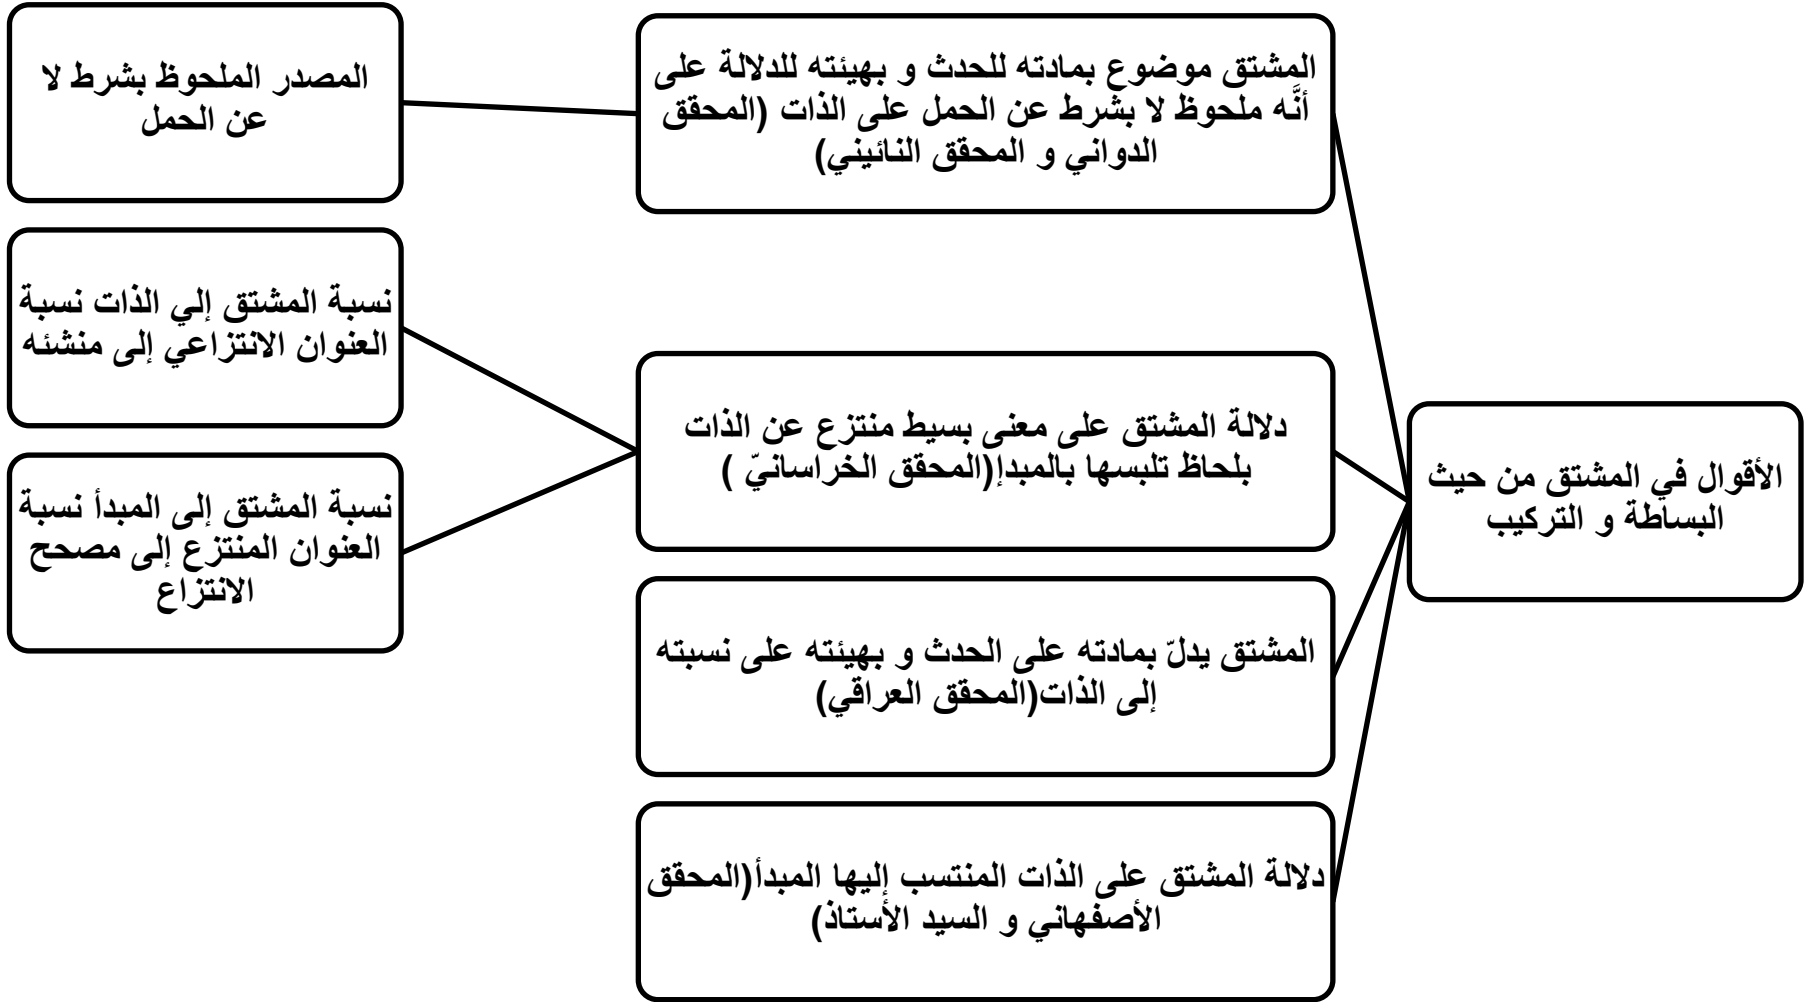 الأقوال في المشتق من حيث
البساطة و التركيب
المشتق موضوع بمادته للحدث و بهيئته للدلالة على
أنَّه ملحوظ لا بشرط عن الحمل على الذات (المحقق
الدواني و المحقق النائيني)
المصدر الملحوظ بشرط لا
عن الحمل
دلالة المشتق على معنى بسيط منتزع عن الذات
بلحاظ تلبسها بالمبدإ(المحقق الخراسانيّ )
نسبة المشتق إلي الذات نسبة
العنوان الانتزاعي إلى منشئه
نسبة المشتق إلى المبدأ نسبة
العنوان المنتزع إلى مصحح
الانتزاع
المشتق يدلّ بمادته على الحدث و بهيئته على نسبته
إلى الذات(المحقق العراقي)
دلالة المشتق على الذات المنتسب إليها المبدأ(المحقق
الأصفهاني و السيد الأستاذ)